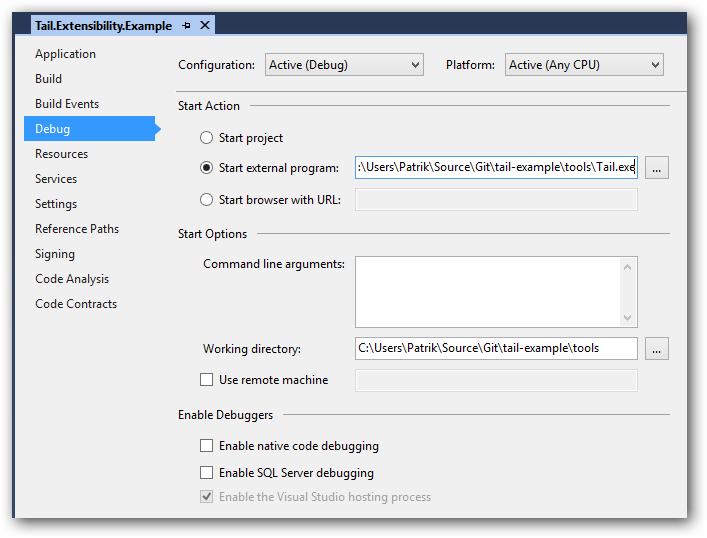 Tail.Extensibility.Example
Application
Build
Build Events
Debug
Resources
Services
Settings
Reference Paths
Signing
Code Analysis
Code Contracts
Configuration: Active (Debug) Platform: Active (Any CPU)
Start Action
Start project
Start external program: :\Users\Patrik\Source\Git\tail-example\tools\Tail.exe ...
Start browser with URL:
Start Options
Command line arguments:
Working directory: C:\Users\Patrik\Source\Git\tail-example\tools ...
Use remote machine
Enable Debuggers
Enable native code debugging
Enable SQL Server debugging
Enable the Visual Studio hosting process